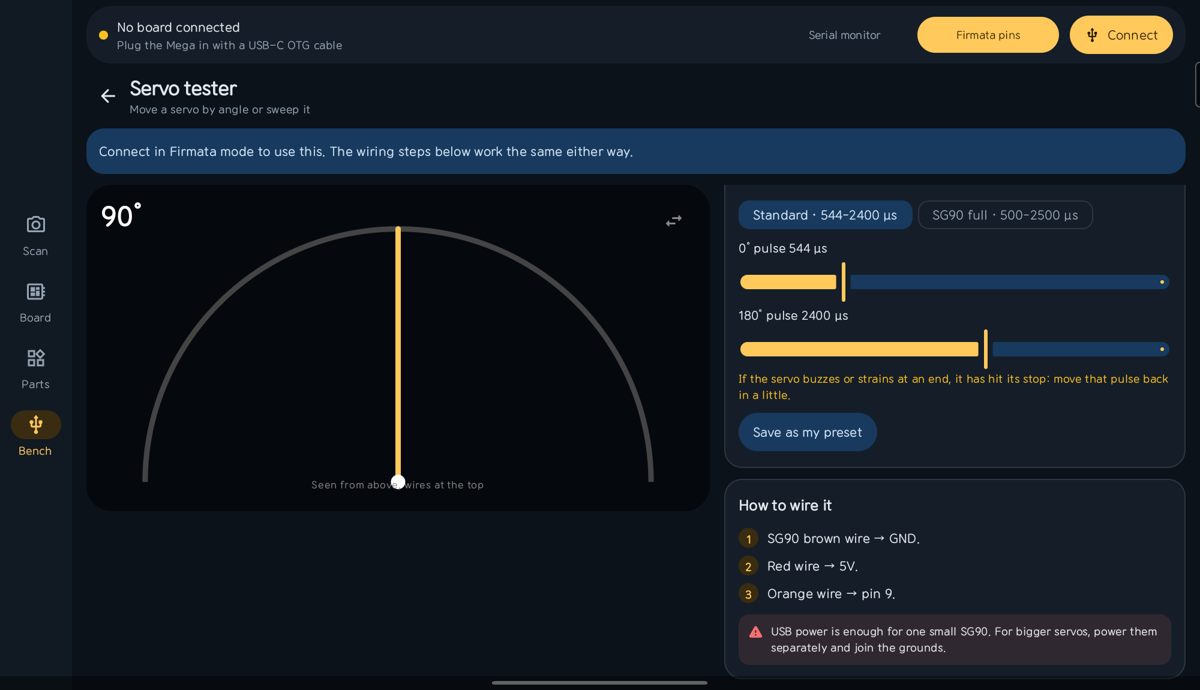 No board connected
Plug the Mega in with a USB-C OTG cable
Serial monitor
Firmata pins
Connect
Servo tester
Move a servo by angle or sweep it
Connect in Firmata mode to use this. The wiring steps below work the same either way.
Scan
Board
Parts
Bench
90°
Seen from above, wires at the top
Standard · 544–2400 µs
SG90 full · 500–2500 µs
0° pulse 544 µs
180° pulse 2400 µs
If the servo buzzes or strains at an end, it has hit its stop: move that pulse back
in a little.
Save as my preset
How to wire it
1 SG90 brown wire → GND.
2 Red wire → 5V.
3 Orange wire → pin 9.
USB power is enough for one small SG90. For bigger servos, power them
separately and join the grounds.